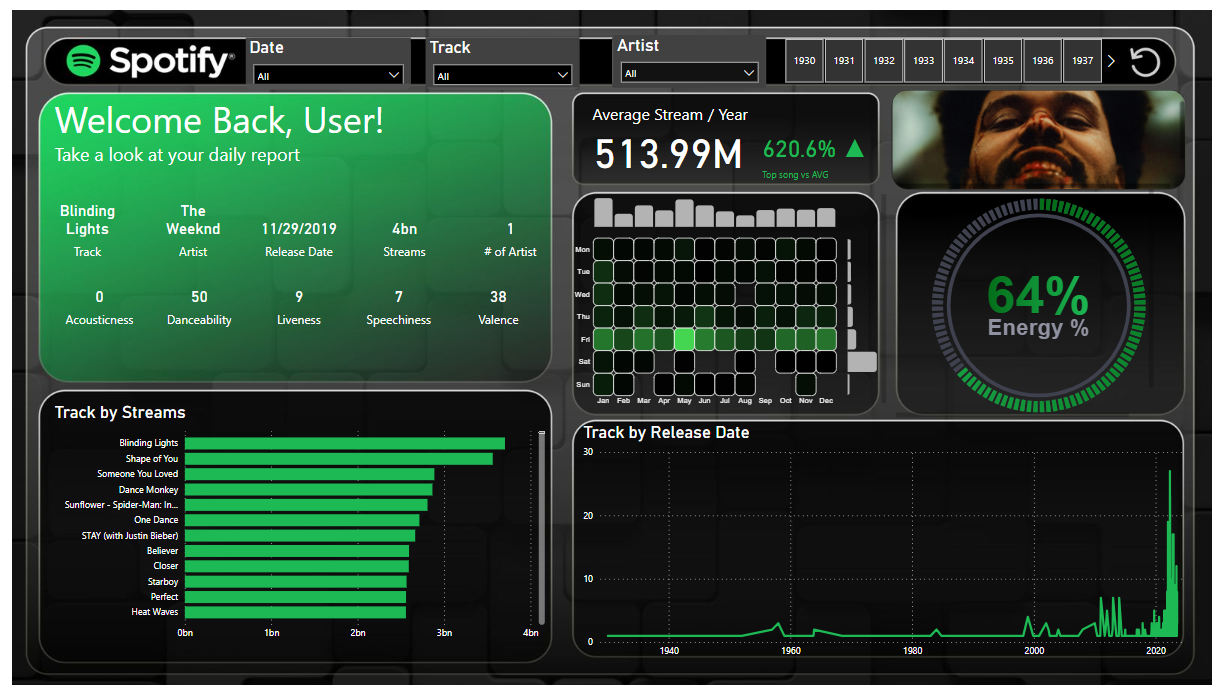 Spotify®
Date
All
Track
All
Artist
All
1930 1931 1932 1933 1934 1935 1936 1937
Welcome Back, User!
Take a look at your daily report
Blinding
Lights
Track
The
Weeknd
Artist
11/29/2019
Release Date
4bn
Streams
1
# of Artist
0
Acousticness
50
Danceability
9
Liveness
7
Speechiness
38
Valence
Average Stream / Year
513.99M
620.6% ▲
Top song vs AVG
Mon
Tue
Wed
Thu
Fri
Sat
Sun
Jan Feb Mar Apr May Jun Jul Aug Sep Oct Nov Dec
64%
Energy %
Track by Streams
Blinding Lights
Shape of You
Someone You Loved
Dance Monkey
Sunflower - Spider-Man: In...
One Dance
STAY (with Justin Bieber)
Believer
Closer
Starboy
Perfect
Heat Waves
0bn 1bn 2bn 3bn 4bn
Track by Release Date
30
20
10
0
1940 1960 1980 2000 2020